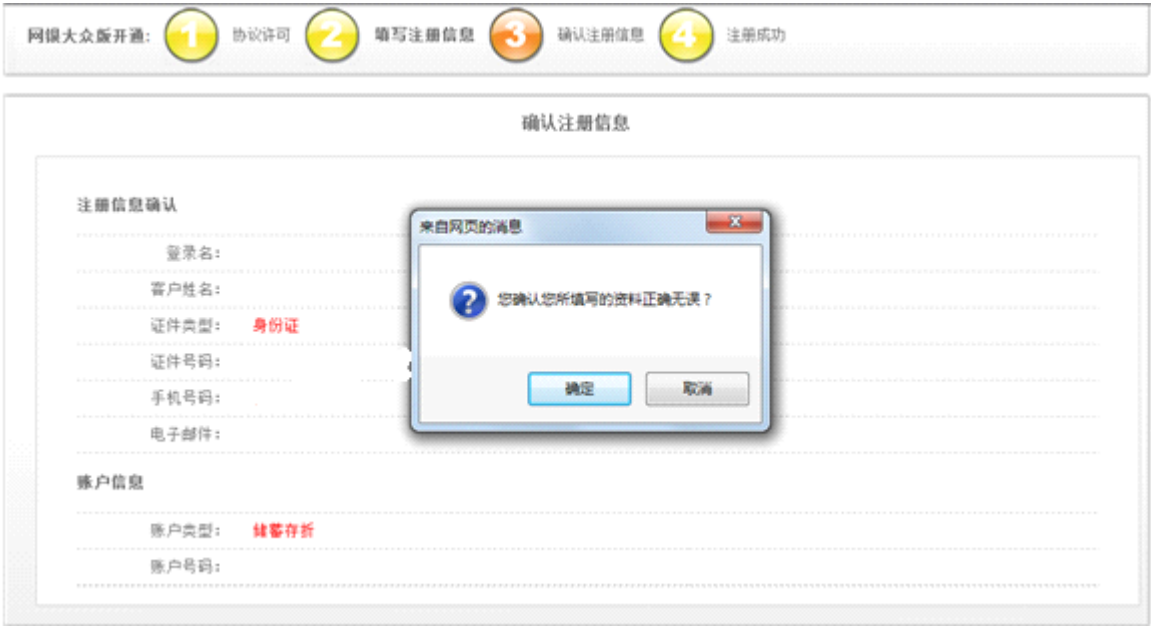 网银大众版开通: 1 协议许可 2 填写注册信息 3 确认注册信息 4 注册成功
确认注册信息
注册信息确认
登录名:
客户姓名:
证件类型: 身份证
证件号码:
手机号码:
电子邮件:
账户信息
账户类型: 储蓄存折
账户号码:
来自网页的消息
您确认您所填写的资料正确无误?
确定 取消